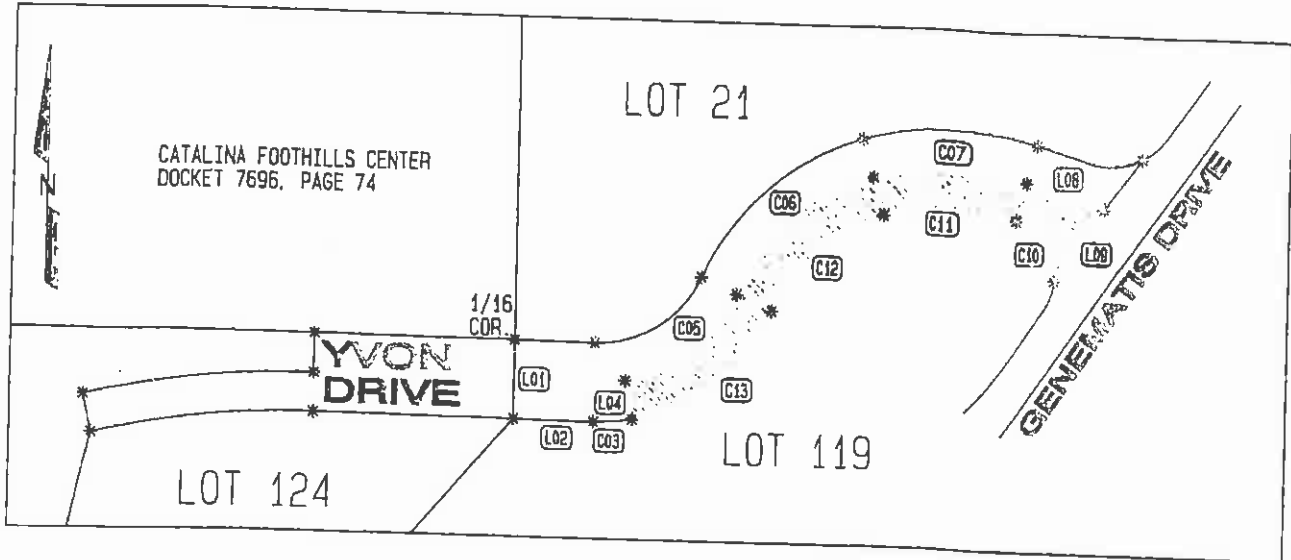 LOT 21
CATALINA FOOTHILLS CENTER
DOCKET 7696, PAGE 74
N
C07
L08
C06
C11
C10
L09
C12
GENEMATIS DRIVE
1/16
COR.
C05
YVON
DRIVE
L01
L04
C13
L02
C03
LOT 119
LOT 124